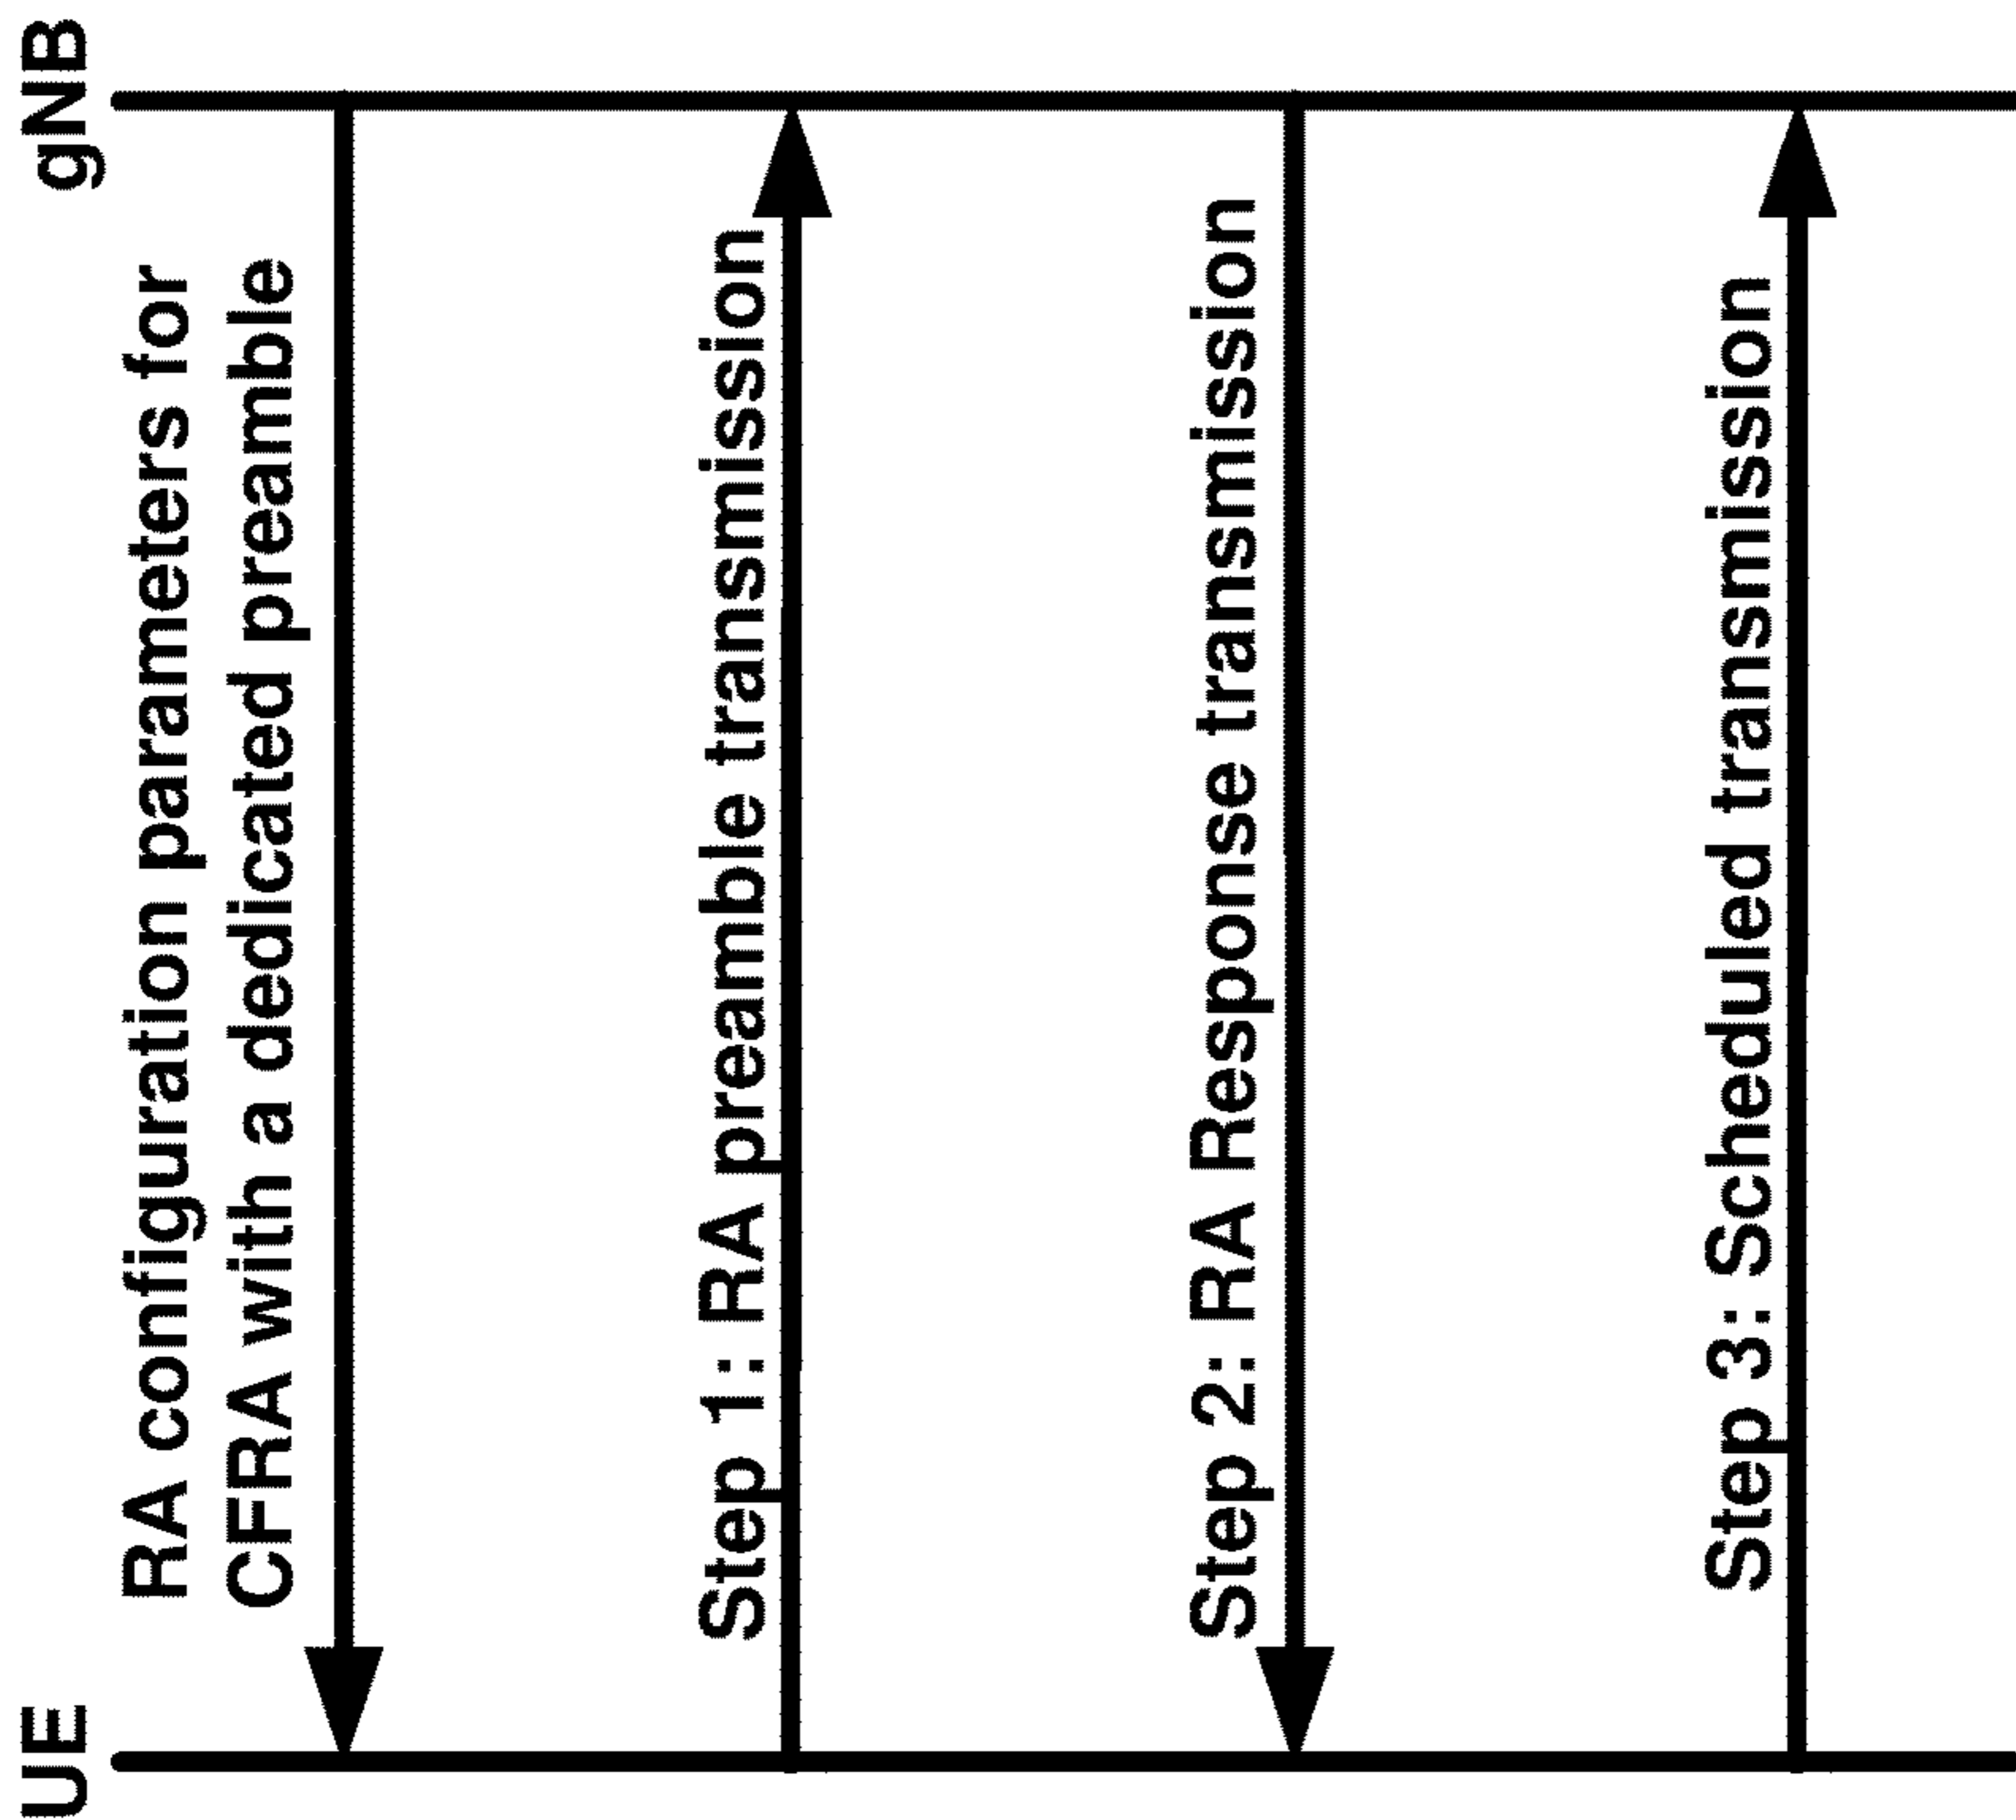 UE
gNB
RA configuration parameters for
CFRA with a dedicated preamble
Step 1: RA preamble transmission
Step 2: RA Response transmission
Step 3: Scheduled transmission